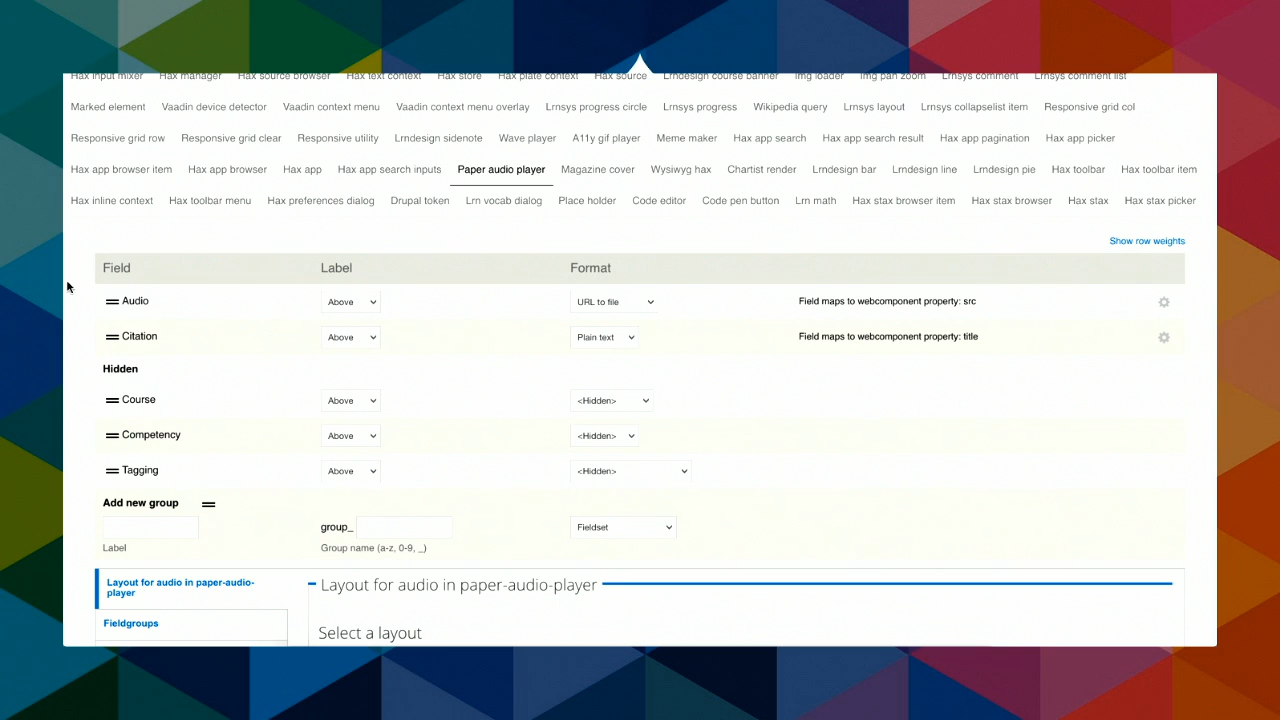 Hax input mixer Hax manager Hax source browser Hax text context Hax store Hax plate context Hax source Lrndesign course banner Img loader Img pan zoom Lrnsys comment Lrnsys comment list
Marked element Vaadin device detector Vaadin context menu Vaadin context menu overlay Lrnsys progress circle Lrnsys progress Wikipedia query Lrnsys layout Lrnsys collapselist item Responsive grid col
Responsive grid row Responsive grid clear Responsive utility Lrndesign sidenote Wave player A11y gif player Meme maker Hax app search Hax app search result Hax app pagination Hax app picker
Hax app browser item Hax app browser Hax app Hax app search inputs Paper audio player Magazine cover Wysiwyg hax Chartist render Lrndesign bar Lrndesign line Lrndesign pie Hax toolbar Hax toolbar item
Hax inline context Hax toolbar menu Hax preferences dialog Drupal token Lrn vocab dialog Place holder Code editor Code pen button Lrn math Hax stax browser item Hax stax browser Hax stax Hax stax picker
Show row weights
Field Label Format
Audio Above URL to file Field maps to webcomponent property: src
Citation Above Plain text Field maps to webcomponent property: title
Hidden
Course Above <Hidden>
Competency Above <Hidden>
Tagging Above <Hidden>
Add new group
group_ Fieldset
Label Group name (a-z, 0-9, _)
Layout for audio in paper-audio-
player
Layout for audio in paper-audio-player
Fieldgroups
Select a layout